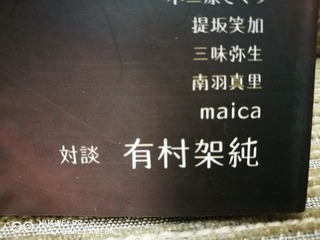 提坂笑加
三味弥生
南羽真里
maica
対談 有村架純